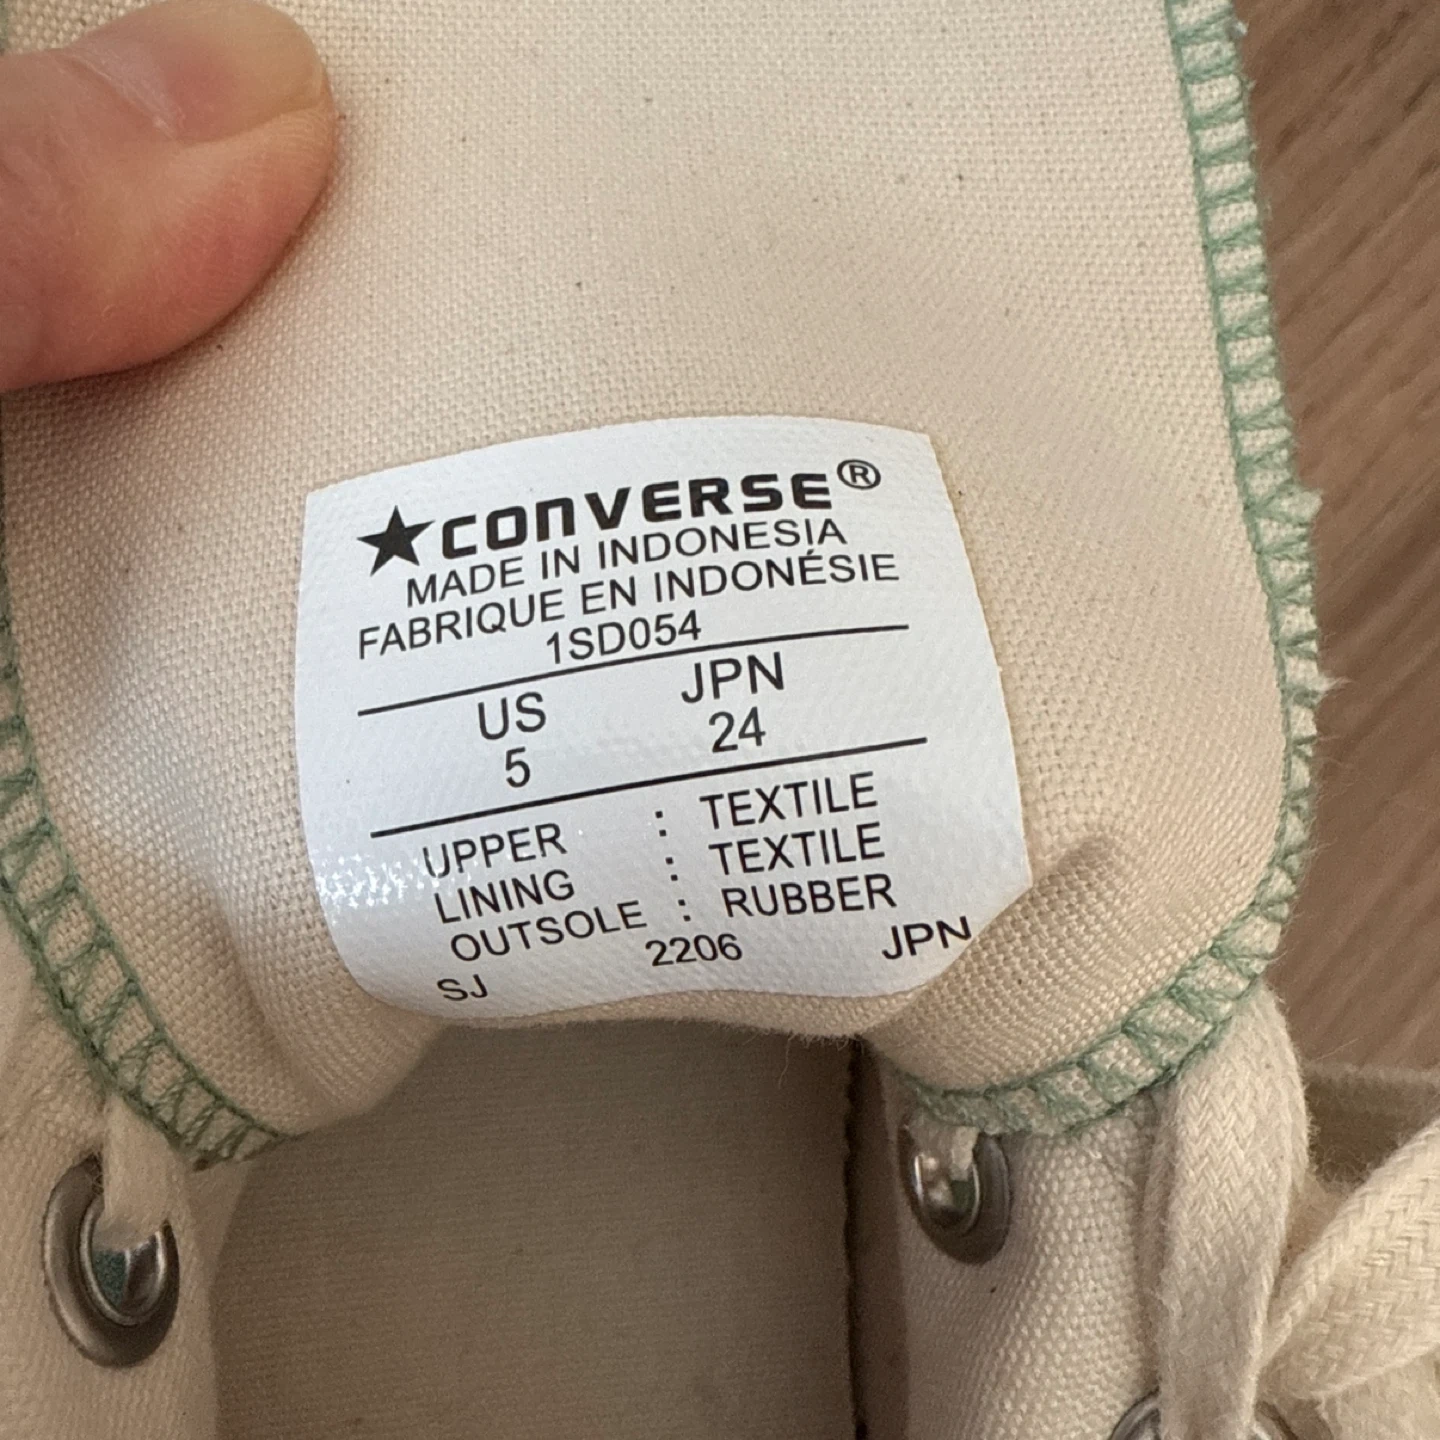 ★CONVERSE®
MADE IN INDONESIA
FABRIQUE EN INDONÉSIE
1SD054
US JPN
5 24
UPPER : TEXTILE
LINING : TEXTILE
OUTSOLE : RUBBER
SJ 2206 JPN